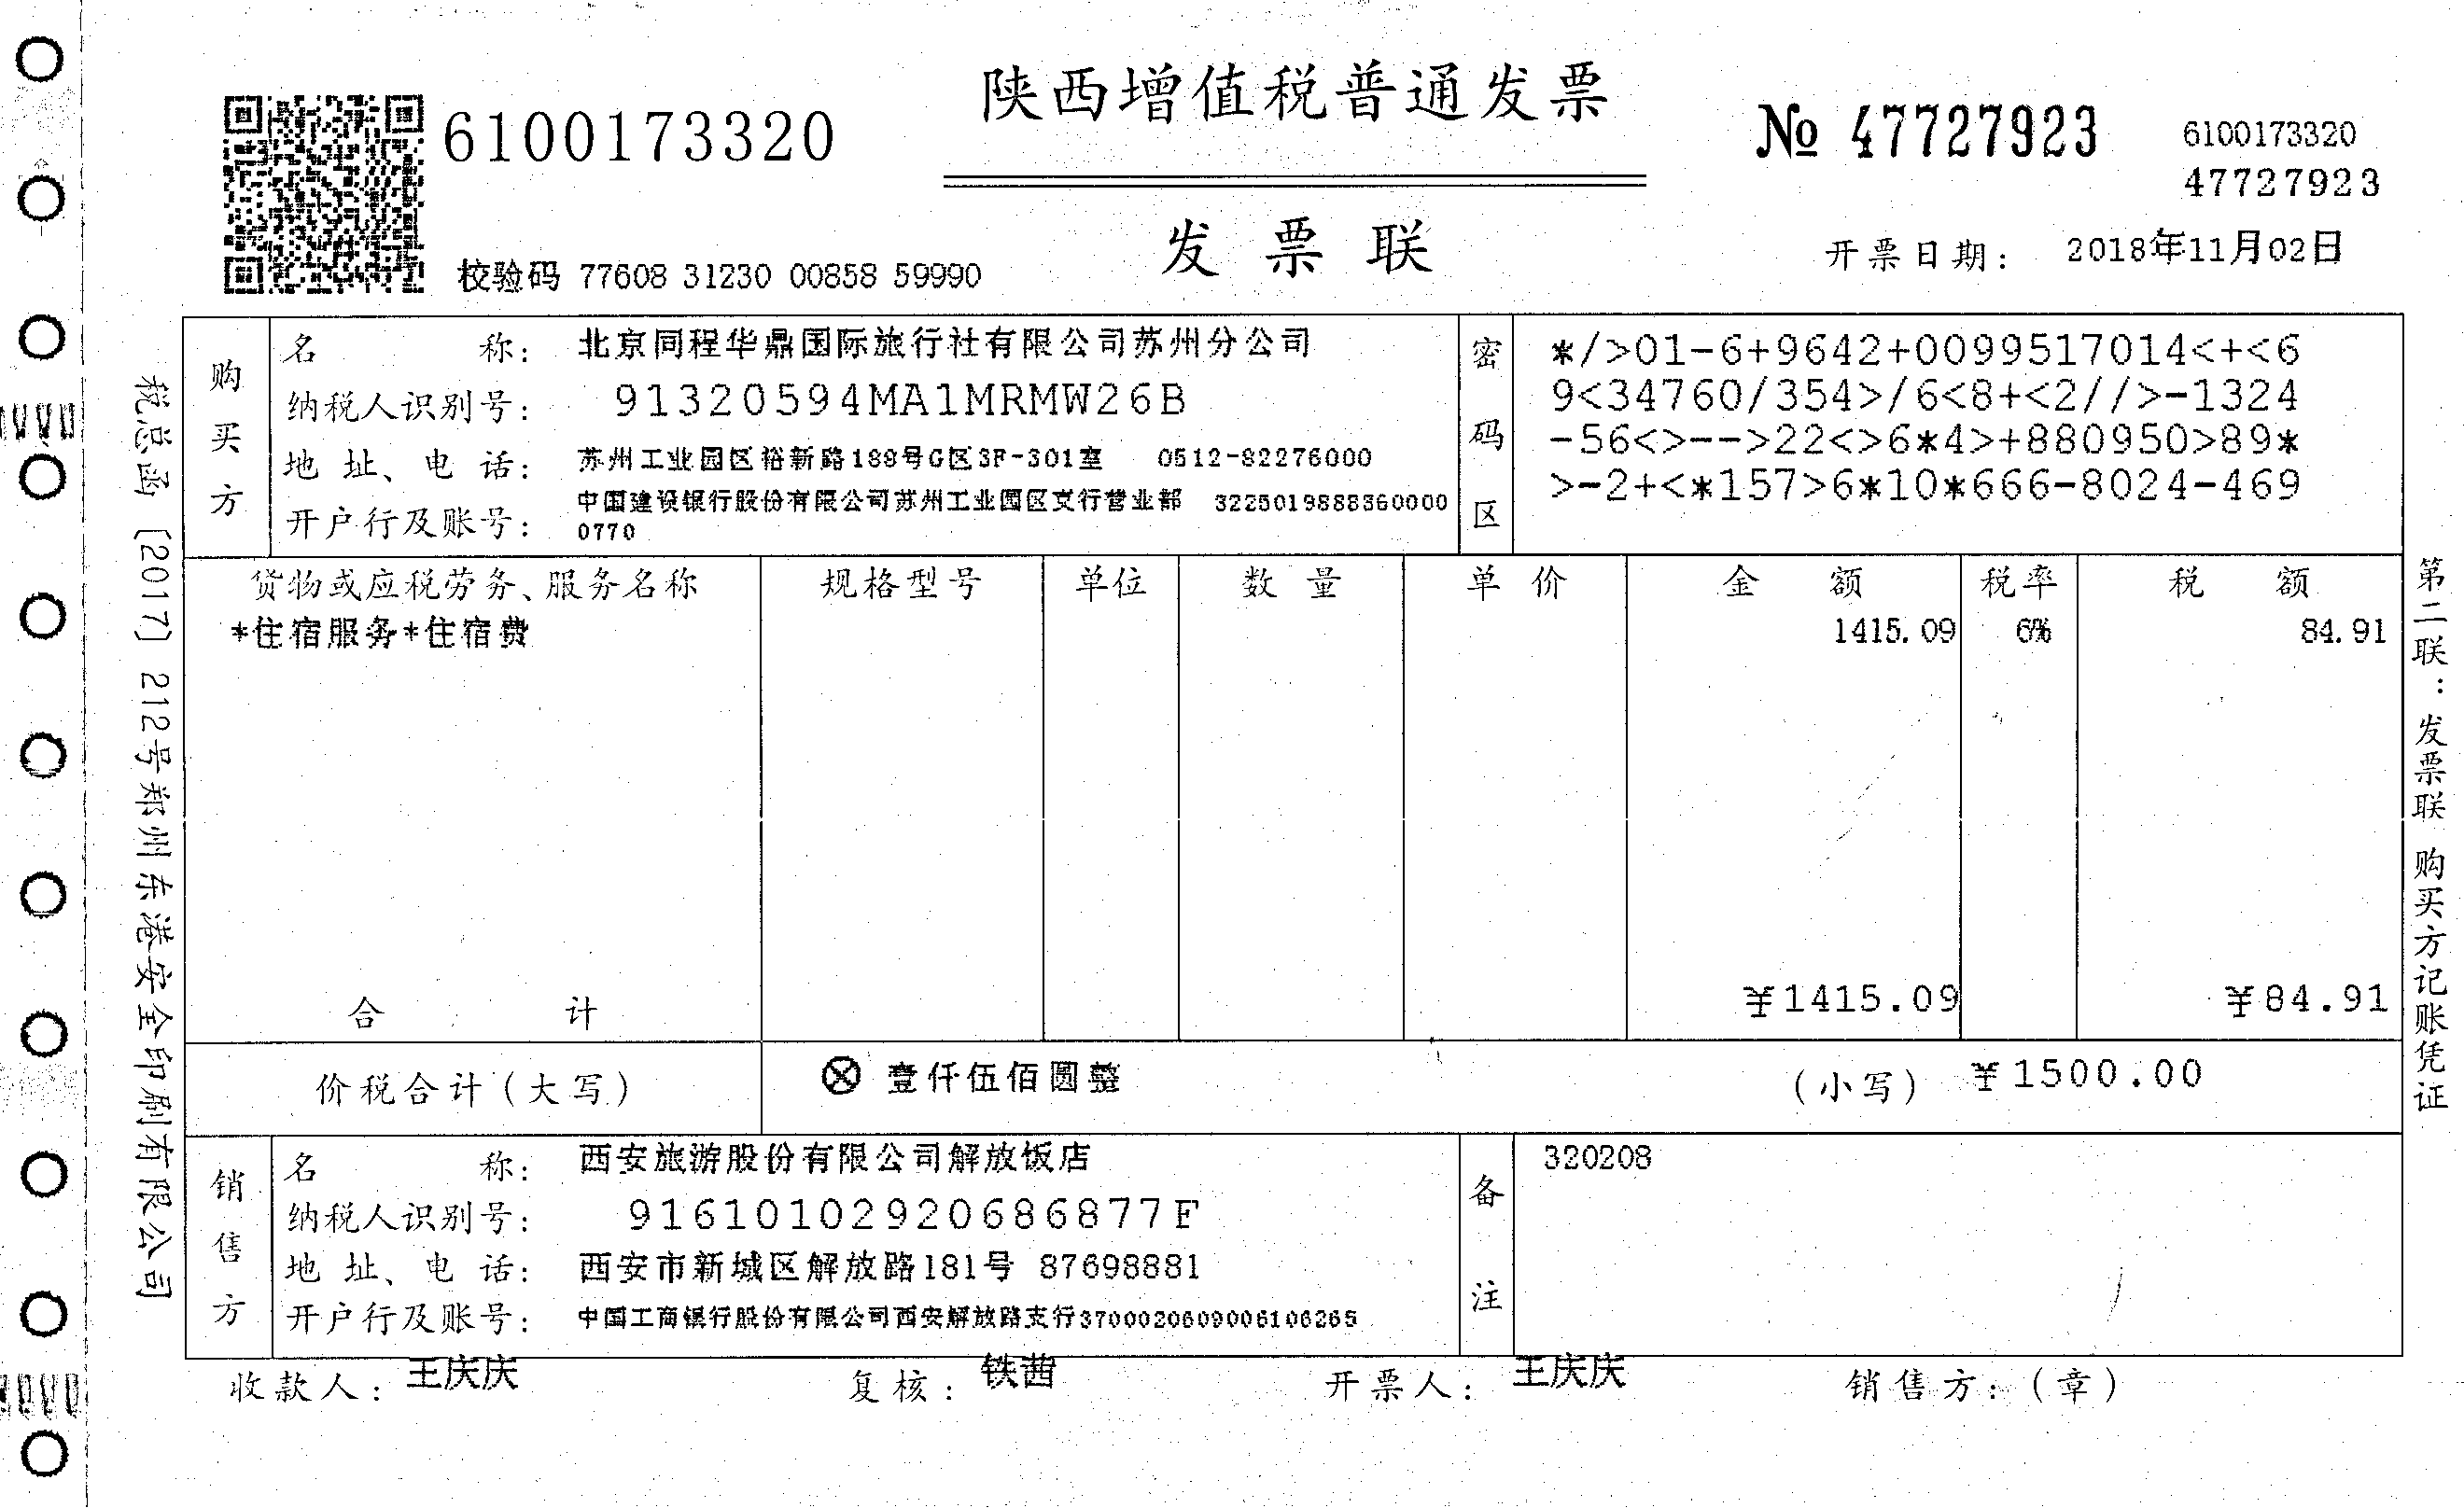 陕西增值税普通发票
6100173320
№ 47727923
6100173320
47727923
发票联
校验码 77608 31230 00858 59990
开票日期: 2018年11月02日
税总函〔2017〕212号郑州东港安全印刷有限公司
购买方
名称: 北京同程华鼎国际旅行社有限公司苏州分公司
纳税人识别号: 91320594MA1MRMW26B
地址、电话: 苏州工业园区裕新路188号G区3F-301室 0512-82276000
开户行及账号: 中国建设银行股份有限公司苏州工业园区支行营业部 3225019888360000
0770
密码区
*/>01-6+9642+0099517014<+<6
9<34760/354>/6<8+<2//>-1324
-56<>-->22<>6*4>+880950>89*
>-2+<*157>6*10*666-8024-469
货物或应税劳务、服务名称 规格型号 单位 数量 单价 金额 税率 税额
*住宿服务*住宿费 1415.09 6% 84.91
合计 ¥1415.09 ¥84.91
价税合计(大写) ⊗ 壹仟伍佰圆整 (小写) ¥1500.00
销售方
名称: 西安旅游股份有限公司解放饭店
纳税人识别号: 91610102920686877F
地址、电话: 西安市新城区解放路181号 87698881
开户行及账号: 中国工商银行股份有限公司西安解放路支行3700020609006106265
备注
320208
收款人: 王庆庆 复核: 铁茜 开票人: 王庆庆 销售方:(章)
第二联:发票联 购买方记账凭证